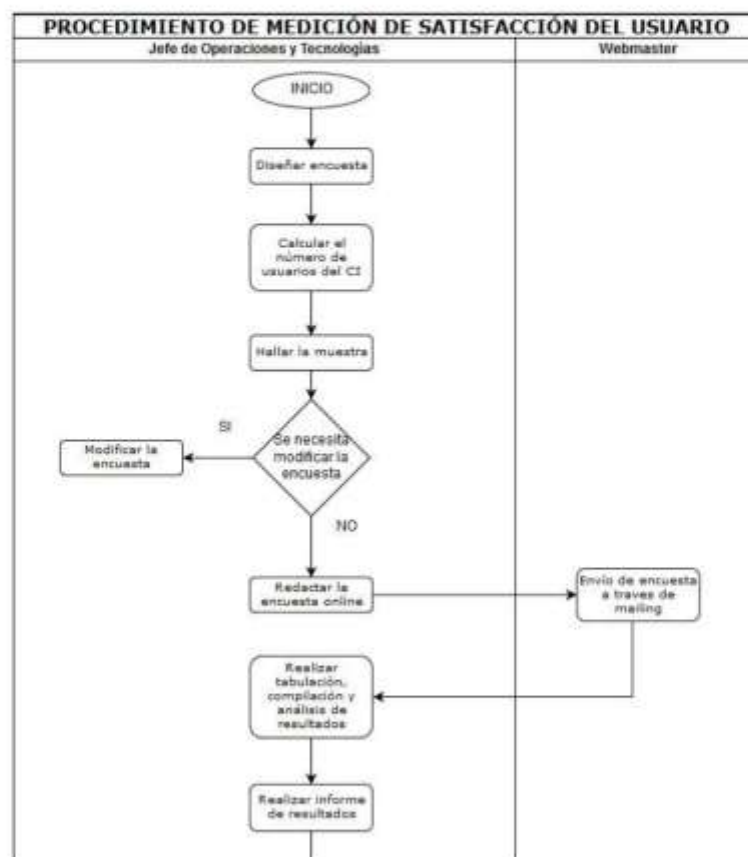 PROCEDIMIENTO DE MEDICIÓN DE SATISFACCIÓN DEL USUARIO
Jefe de Operaciones y Tecnologías
Webmaster
INICIO
Diseñar encuesta
Calcular el
número de
usuarios del CI
Hallar la muestra
SI
Se necesita
modificar la
encuesta
Modificar la
encuesta
NO
Redactar la
encuesta online
Envío de encuesta
a traves de
mailing
Realizar
tabulación,
compilación y
análisis de
resultados
Realizar informe
de resultados